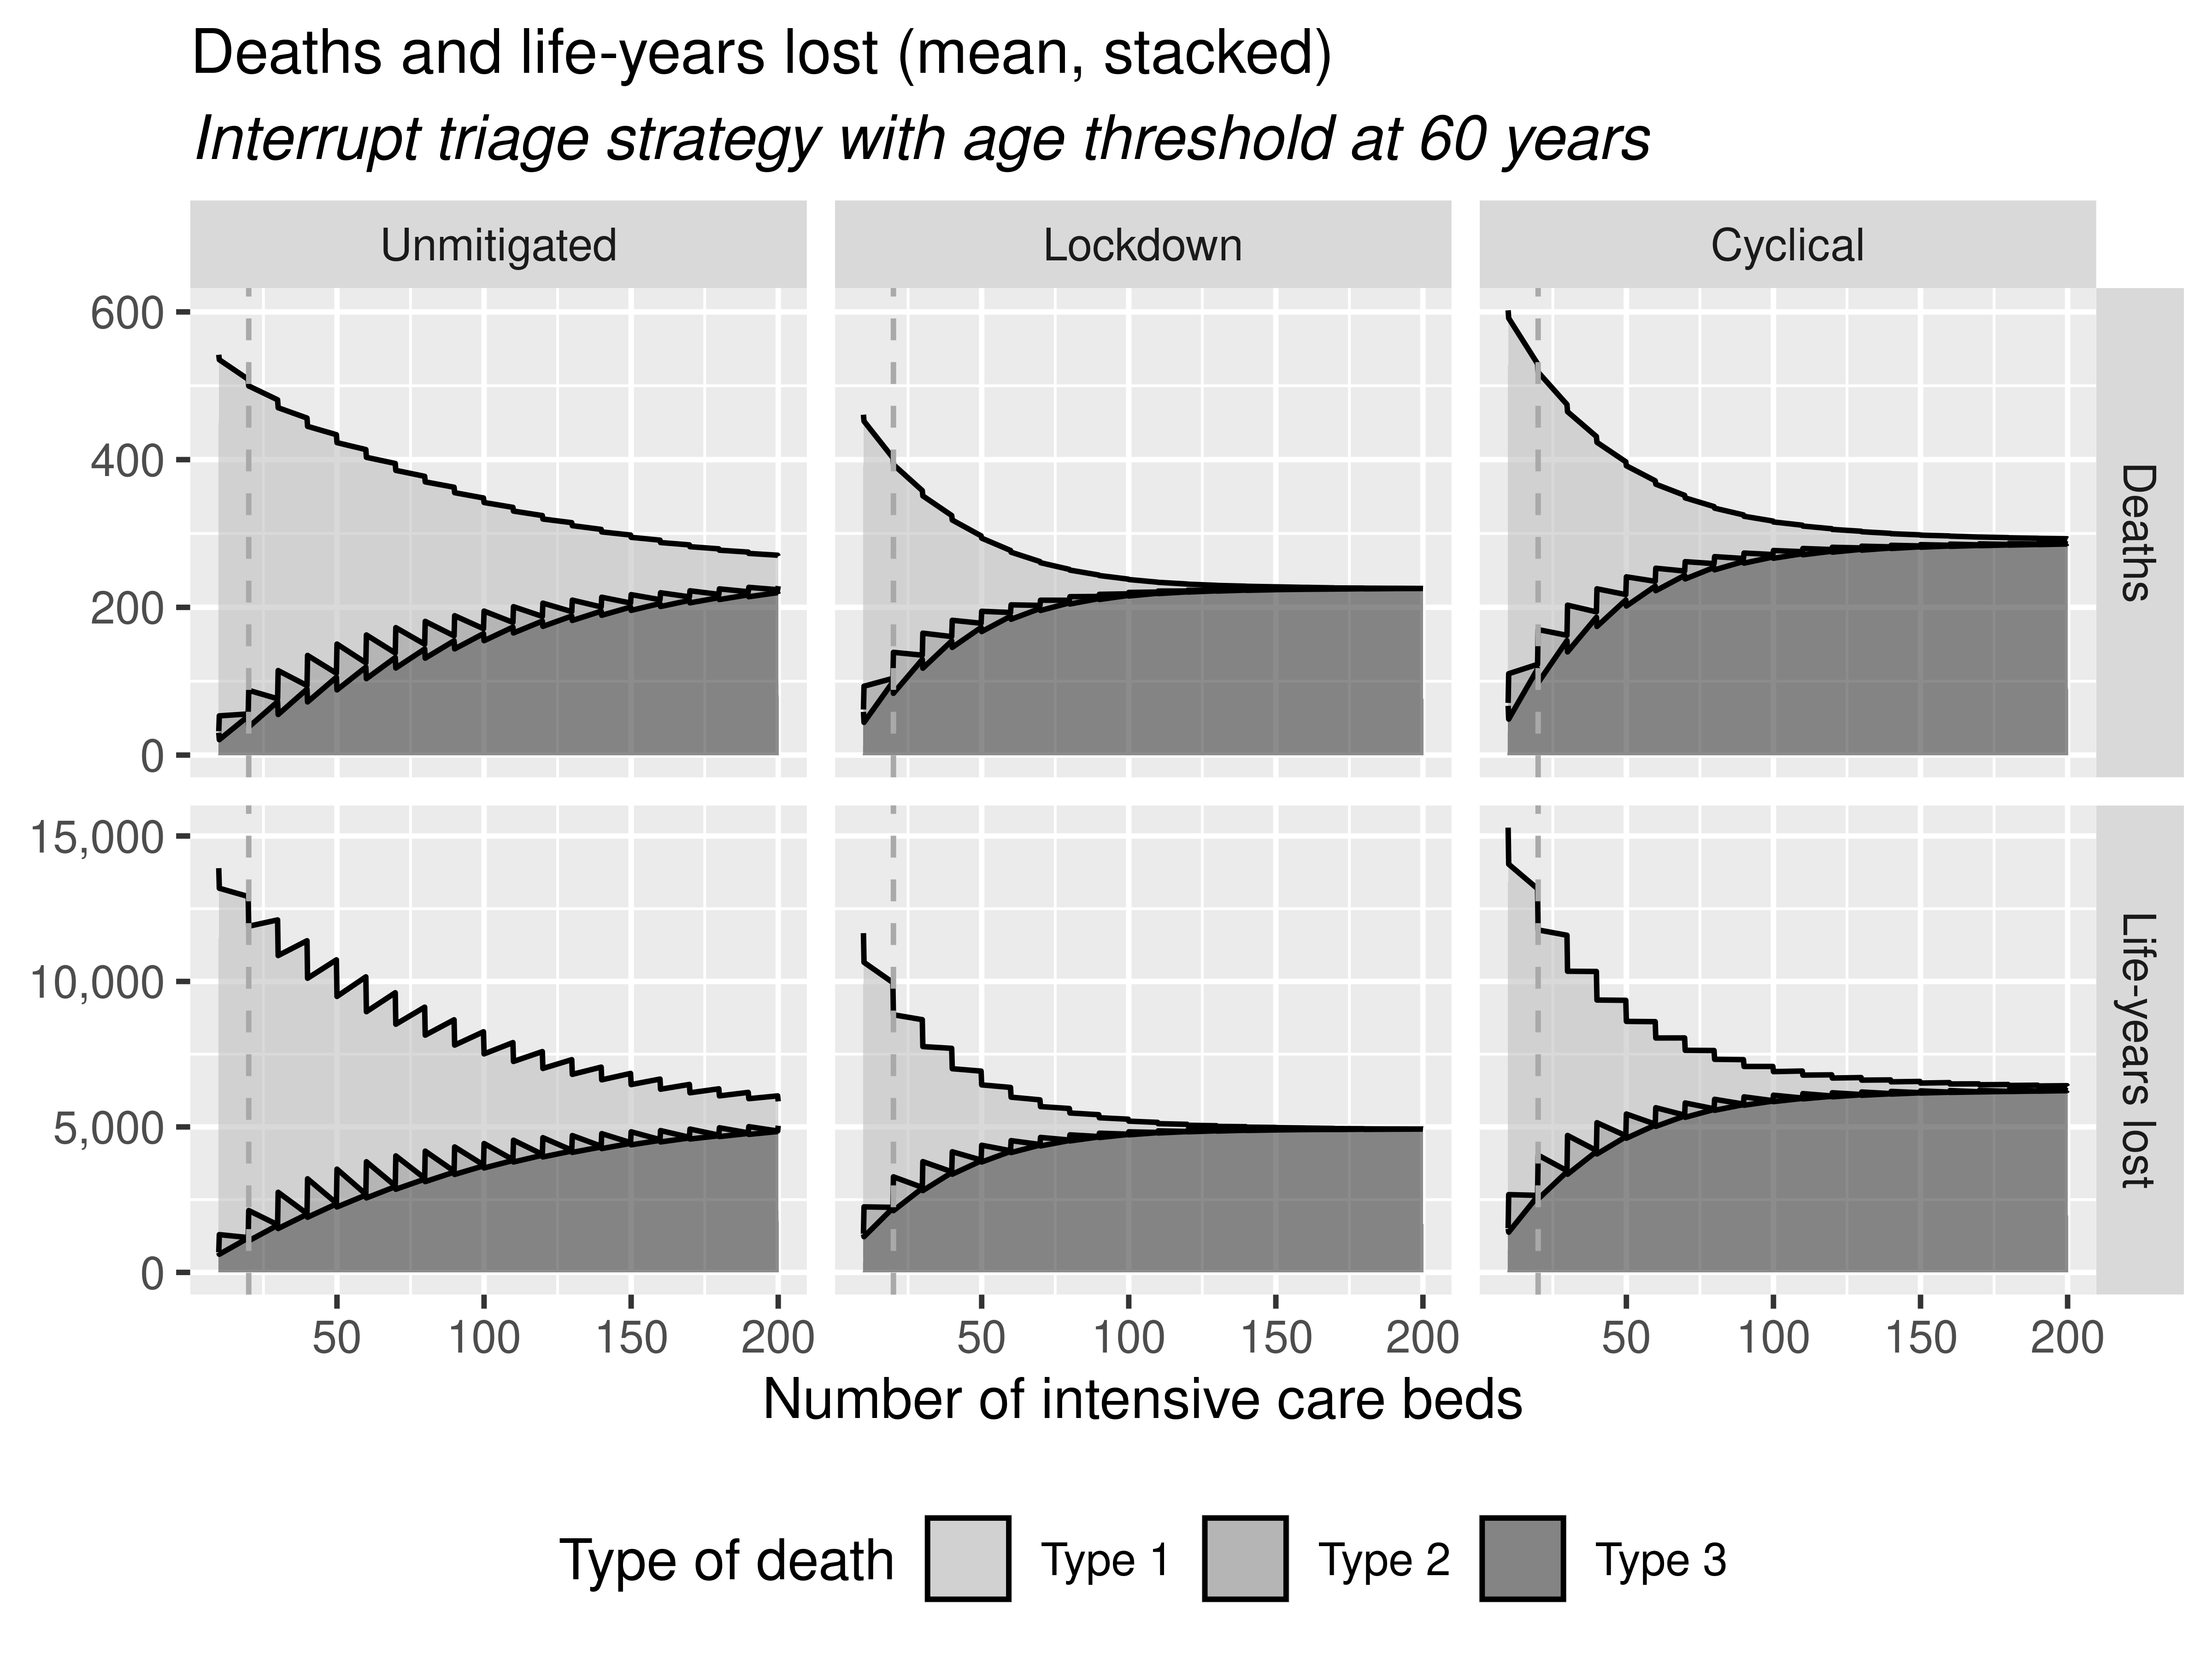 Deaths and life-years lost (mean, stacked)
Interrupt triage strategy with age threshold at 60 years
Unmitigated Lockdown Cyclical
600
400
200
0
Deaths
15,000
10,000
5,000
0
Life-years lost
50 100 150 200 50 100 150 200 50 100 150 200
Number of intensive care beds
Type of death Type 1 Type 2 Type 3